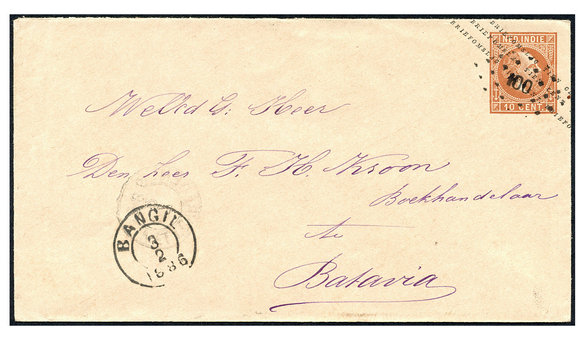 NED. INDIE
100
10 CENT
WelEd G: Heer
Den heer F. H. Kroon
Boekhandelaar
te
Batavia
BANGIL
3
2
1886